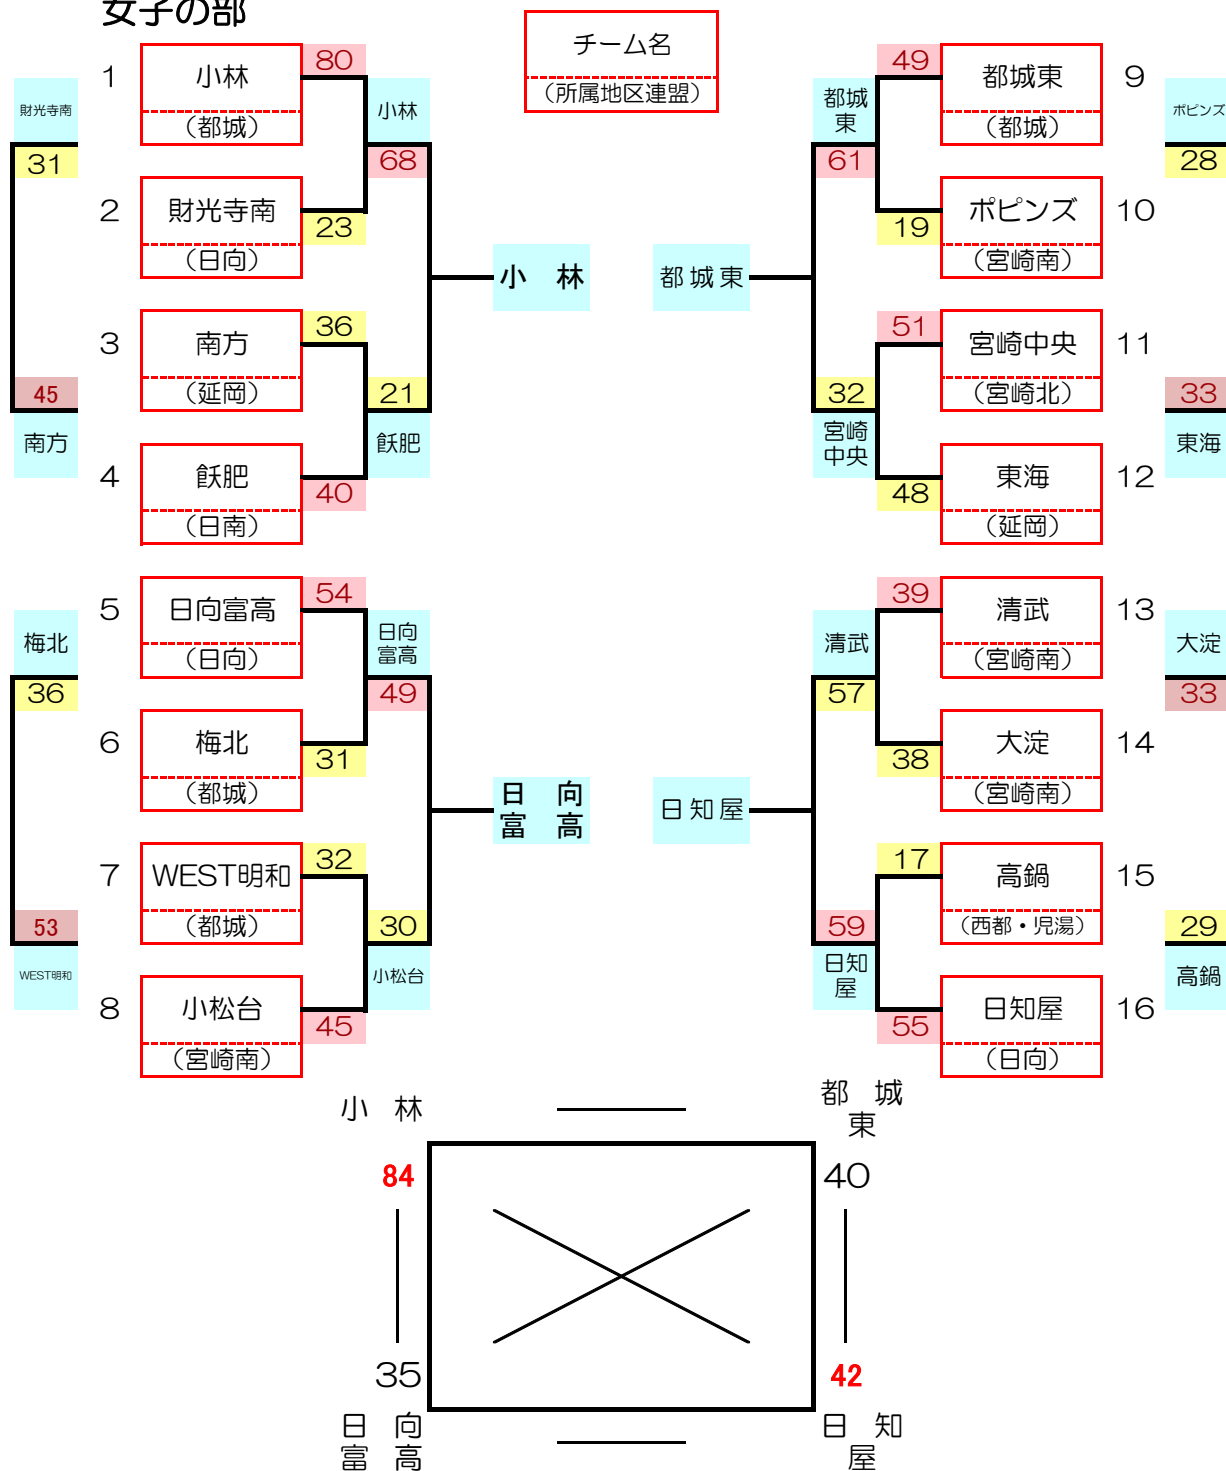 女子の部
チーム名
（所属地区連盟）
1
小林
（都城）
80
2
財光寺南
（日向）
23
3
南方
（延岡）
36
4
飫肥
（日南）
40
財光寺南
31
45
南方
小林
68
21
飫肥
小　林
5
日向富高
（日向）
54
6
梅北
（都城）
31
7
WEST明和
（都城）
32
8
小松台
（宮崎南）
45
梅北
36
53
WEST明和
日向
富高
49
30
小松台
日　向
富　高
49
都城東
（都城）
9
19
ポピンズ
（宮崎南）
10
51
宮崎中央
（宮崎北）
11
48
東海
（延岡）
12
都城
東
61
32
宮崎
中央
都城東
ポピンズ
28
33
東海
39
清武
（宮崎南）
13
38
大淀
（宮崎南）
14
17
高鍋
（西都・児湯）
15
55
日知屋
（日向）
16
清武
57
59
日知
屋
日知屋
大淀
33
29
高鍋
小　林
都　城
東
84
40
35
42
日　向
富　高
日　知
屋